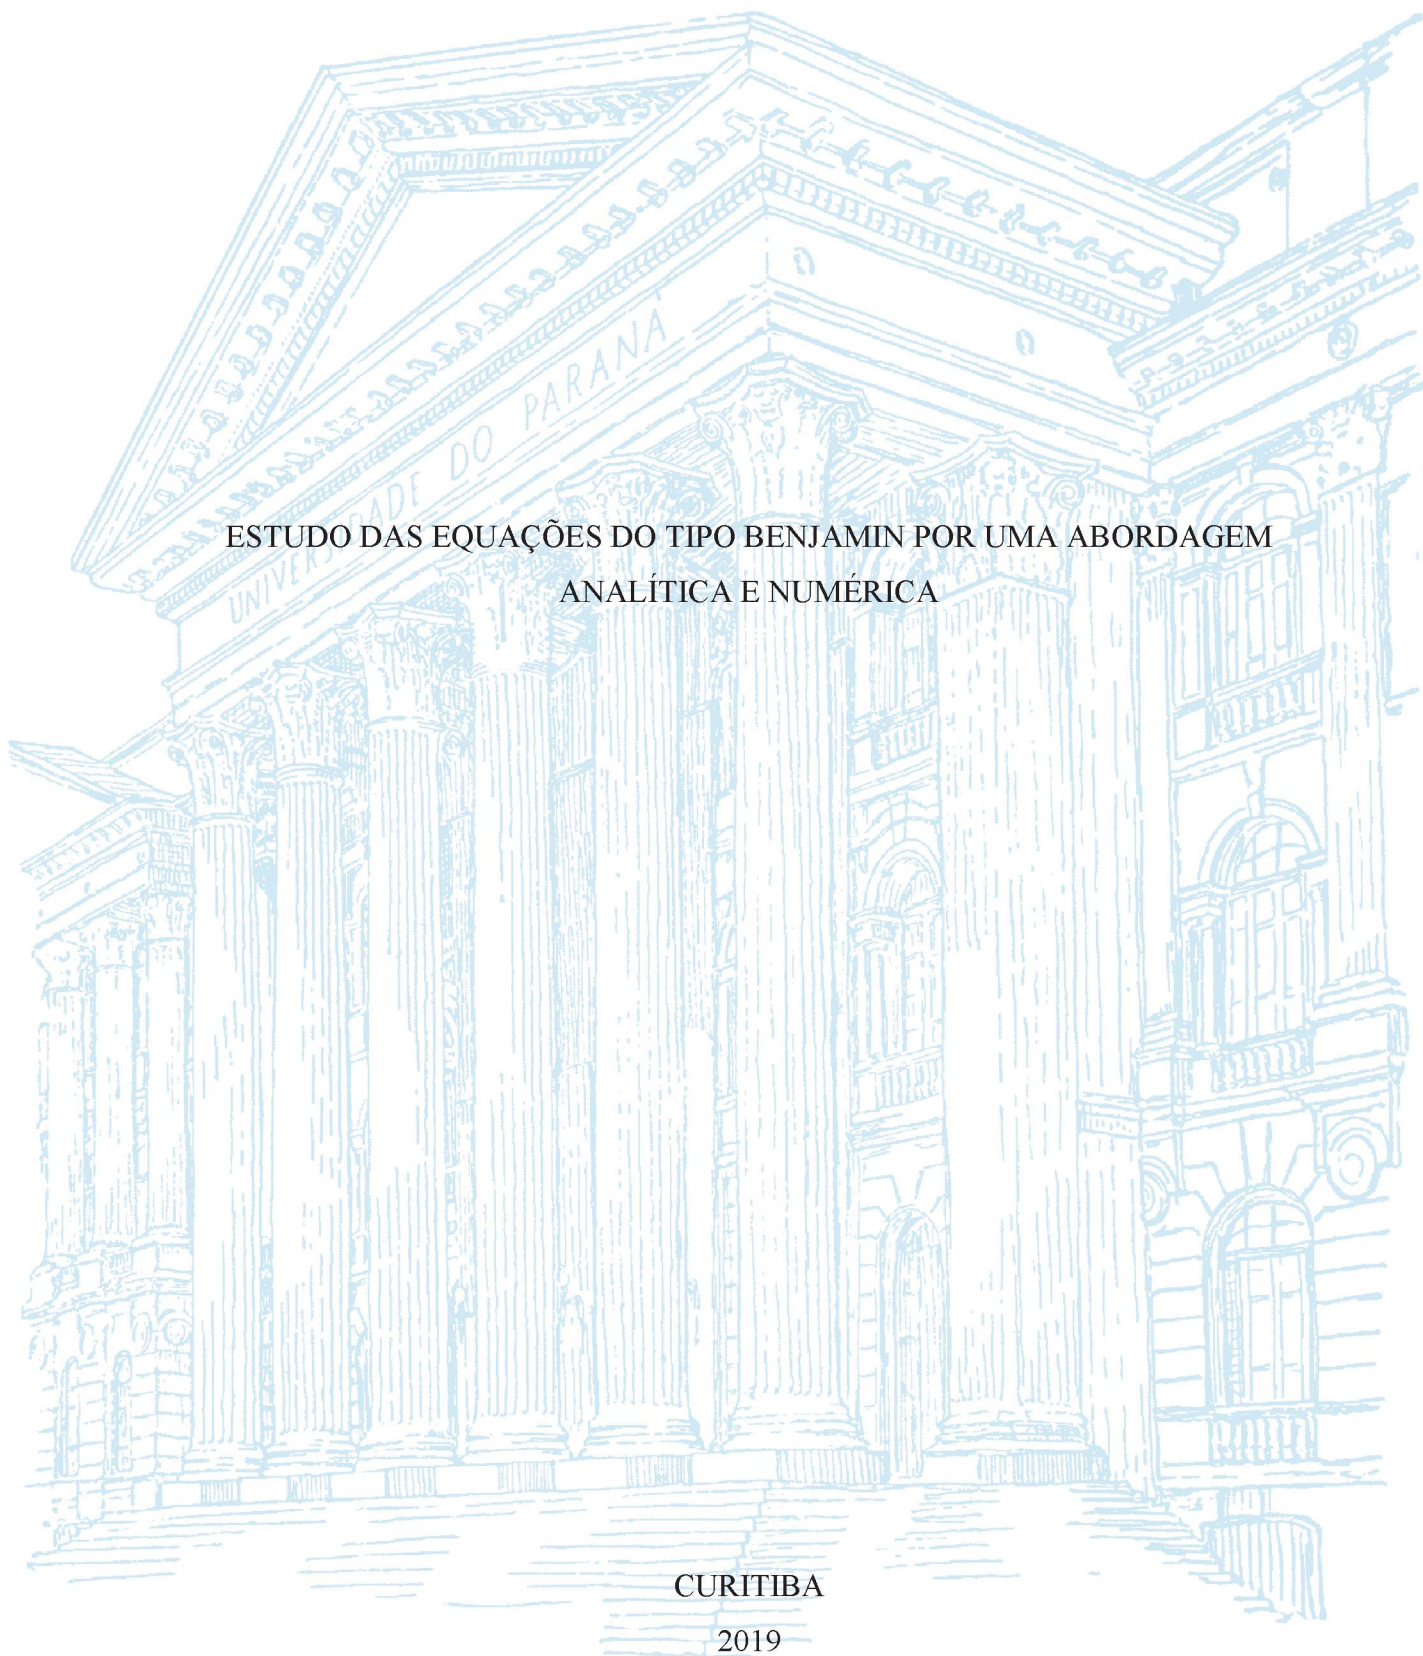 UNIVERSIDADE DO PARANÁ
ESTUDO DAS EQUAÇÕES DO TIPO BENJAMIN POR UMA ABORDAGEM
ANALÍTICA E NUMÉRICA
CURITIBA
2019